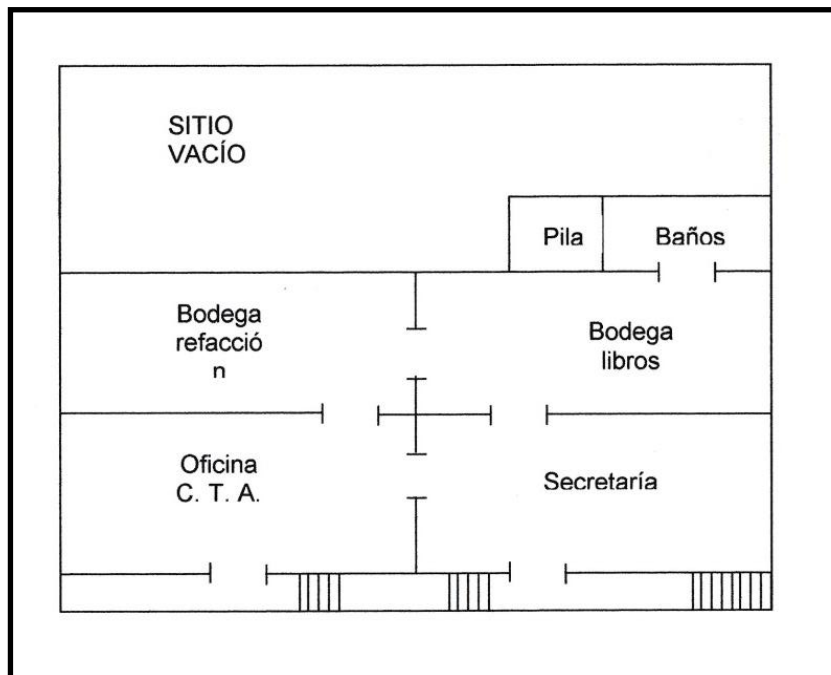 SITIO
VACÍO
Pila
Baños
Bodega
refacció
n
Bodega
libros
Oficina
C. T. A.
Secretaría